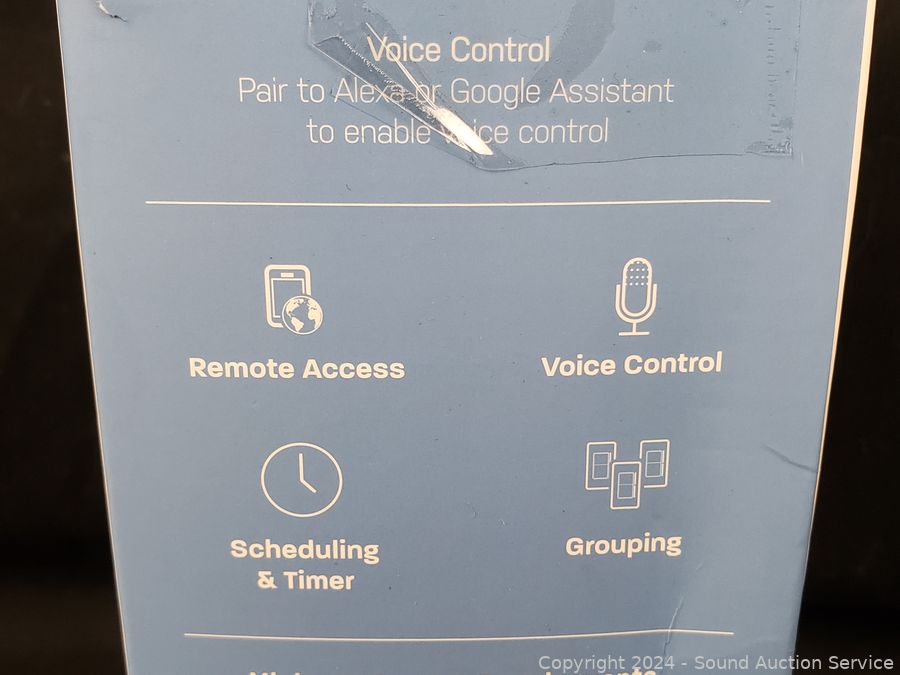 Voice Control
Pair to Alexa or Google Assistant
to enable voice control
Remote Access
Voice Control
Scheduling
& Timer
Grouping
Copyright 2024 - Sound Auction Service